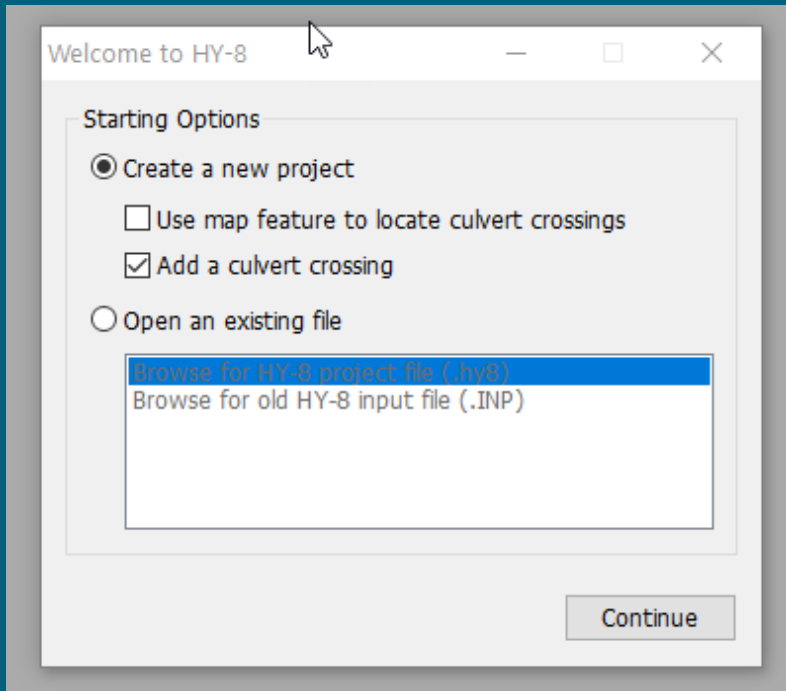 Welcome to HY-8
Starting Options
Create a new project
Use map feature to locate culvert crossings
Add a culvert crossing
Open an existing file
Browse for HY-8 project file (.hy8)
Browse for old HY-8 input file (.INP)
Continue